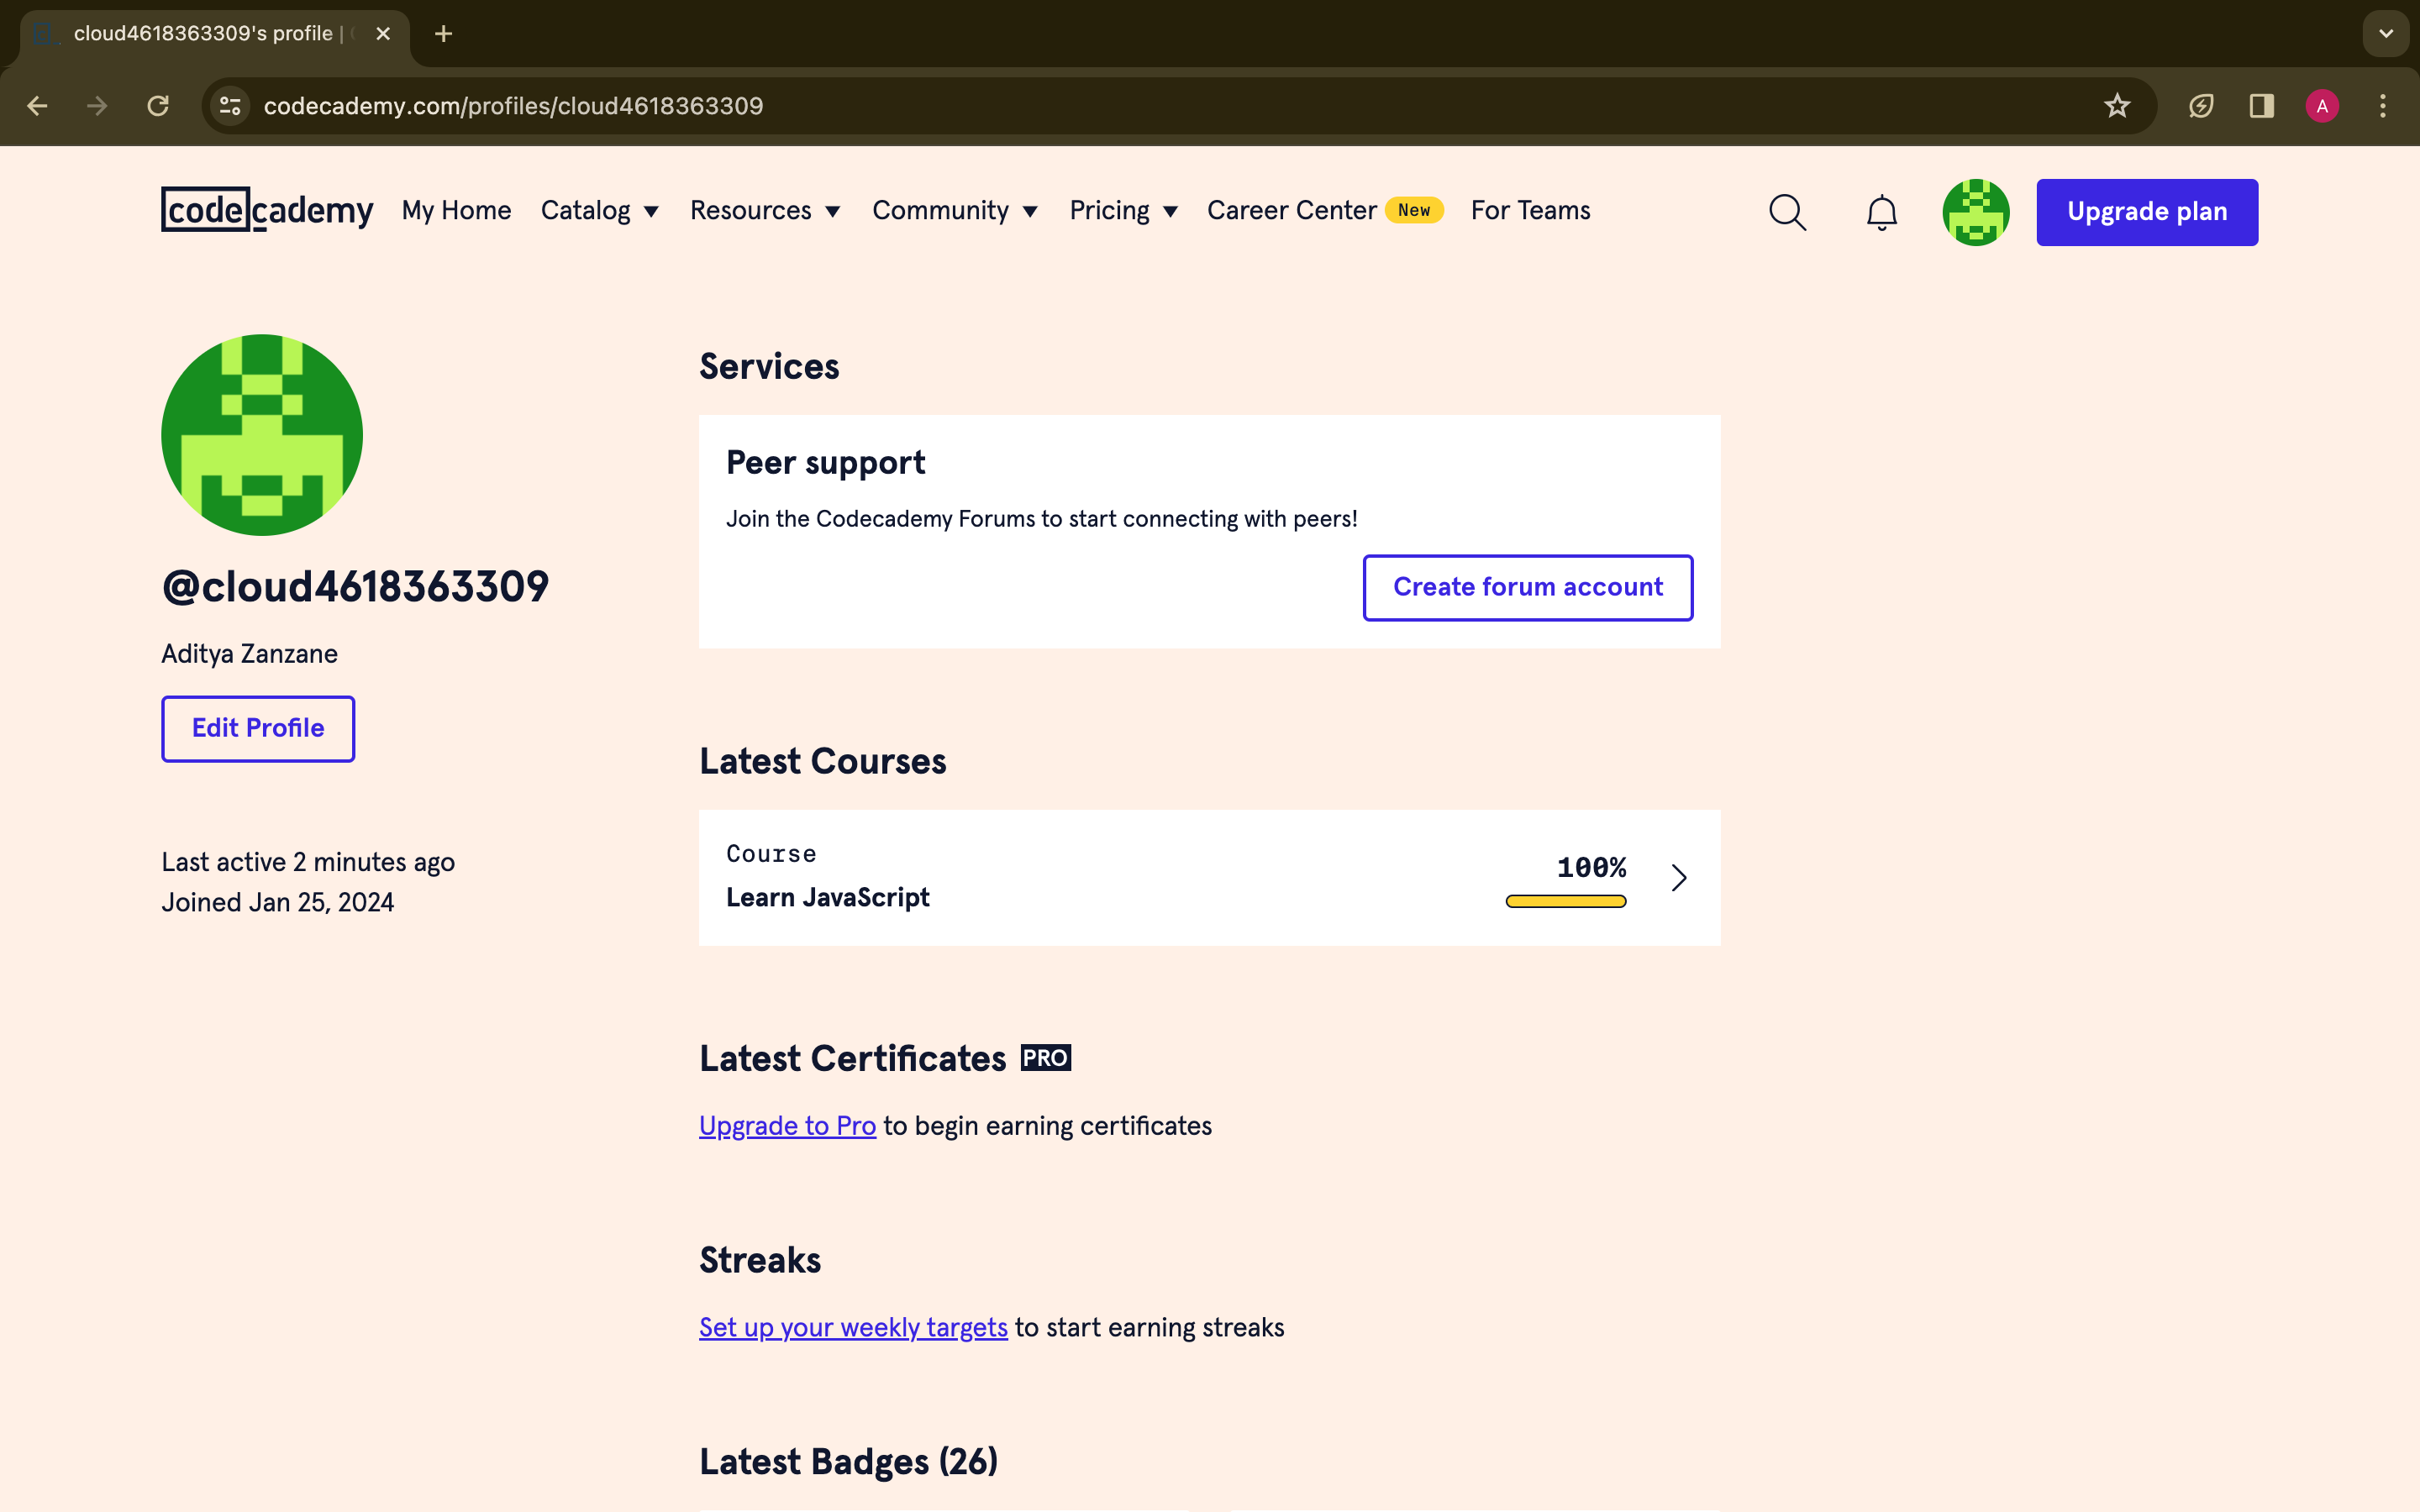 cloud4618363309's profile |
codecademy.com/profiles/cloud4618363309
A
codecademy My Home Catalog Resources Community Pricing Career Center New For Teams Upgrade plan
Services
Peer support
Join the Codecademy Forums to start connecting with peers!
Create forum account
@cloud4618363309
Aditya Zanzane
Edit Profile
Last active 2 minutes ago
Joined Jan 25, 2024
Latest Courses
Course
Learn JavaScript
100%
Latest Certificates PRO
Upgrade to Pro to begin earning certificates
Streaks
Set up your weekly targets to start earning streaks
Latest Badges (26)